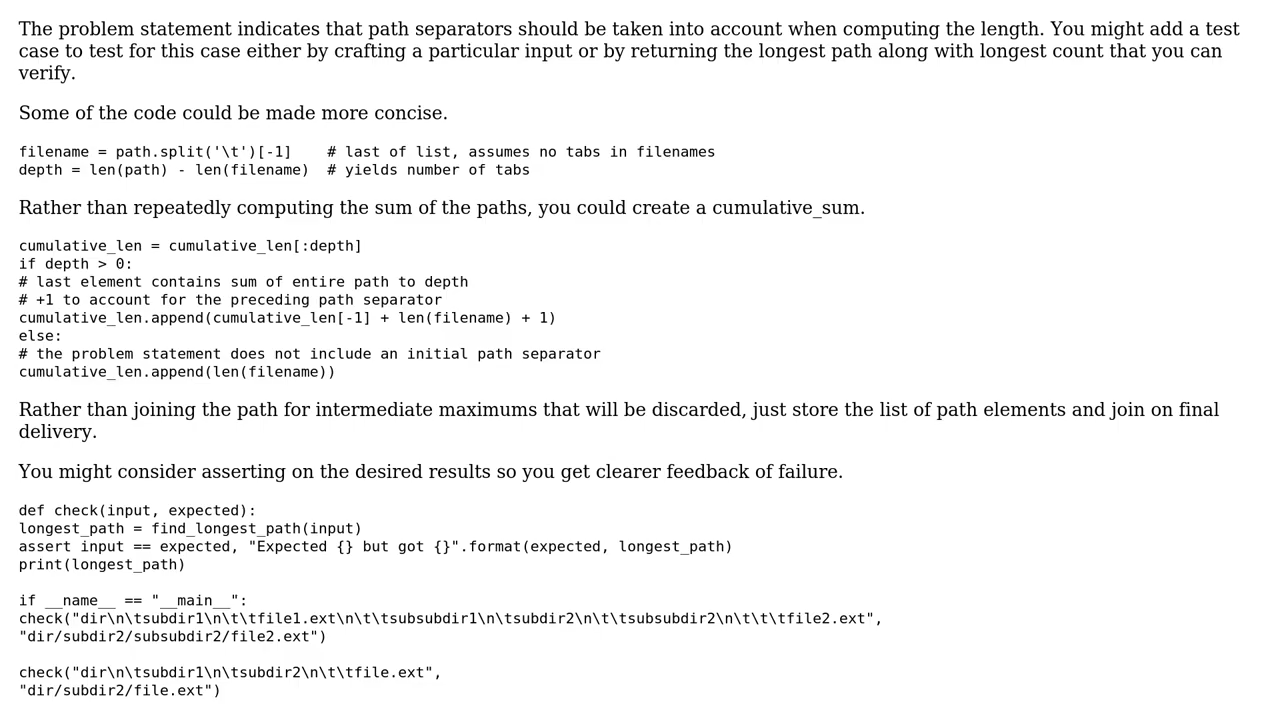 The problem statement indicates that path separators should be taken into account when computing the length. You might add a test
case to test for this case either by crafting a particular input or by returning the longest path along with longest count that you can
verify.
Some of the code could be made more concise.
filename = path.split('\t')[-1]    # last of list, assumes no tabs in filenames
depth = len(path) - len(filename)  # yields number of tabs
Rather than repeatedly computing the sum of the paths, you could create a cumulative_sum.
cumulative_len = cumulative_len[:depth]
if depth > 0:
# last element contains sum of entire path to depth
# +1 to account for the preceding path separator
cumulative_len.append(cumulative_len[-1] + len(filename) + 1)
else:
# the problem statement does not include an initial path separator
cumulative_len.append(len(filename))
Rather than joining the path for intermediate maximums that will be discarded, just store the list of path elements and join on final
delivery.
You might consider asserting on the desired results so you get clearer feedback of failure.
def check(input, expected):
longest_path = find_longest_path(input)
assert input == expected, "Expected {} but got {}".format(expected, longest_path)
print(longest_path)
if __name__ == "__main__":
check("dir\n\tsubdir1\n\t\tfile1.ext\n\t\tsubsubdir1\n\tsubdir2\n\t\tsubsubdir2\n\t\t\tfile2.ext",
"dir/subdir2/subsubdir2/file2.ext")
check("dir\n\tsubdir1\n\tsubdir2\n\t\tfile.ext",
"dir/subdir2/file.ext")